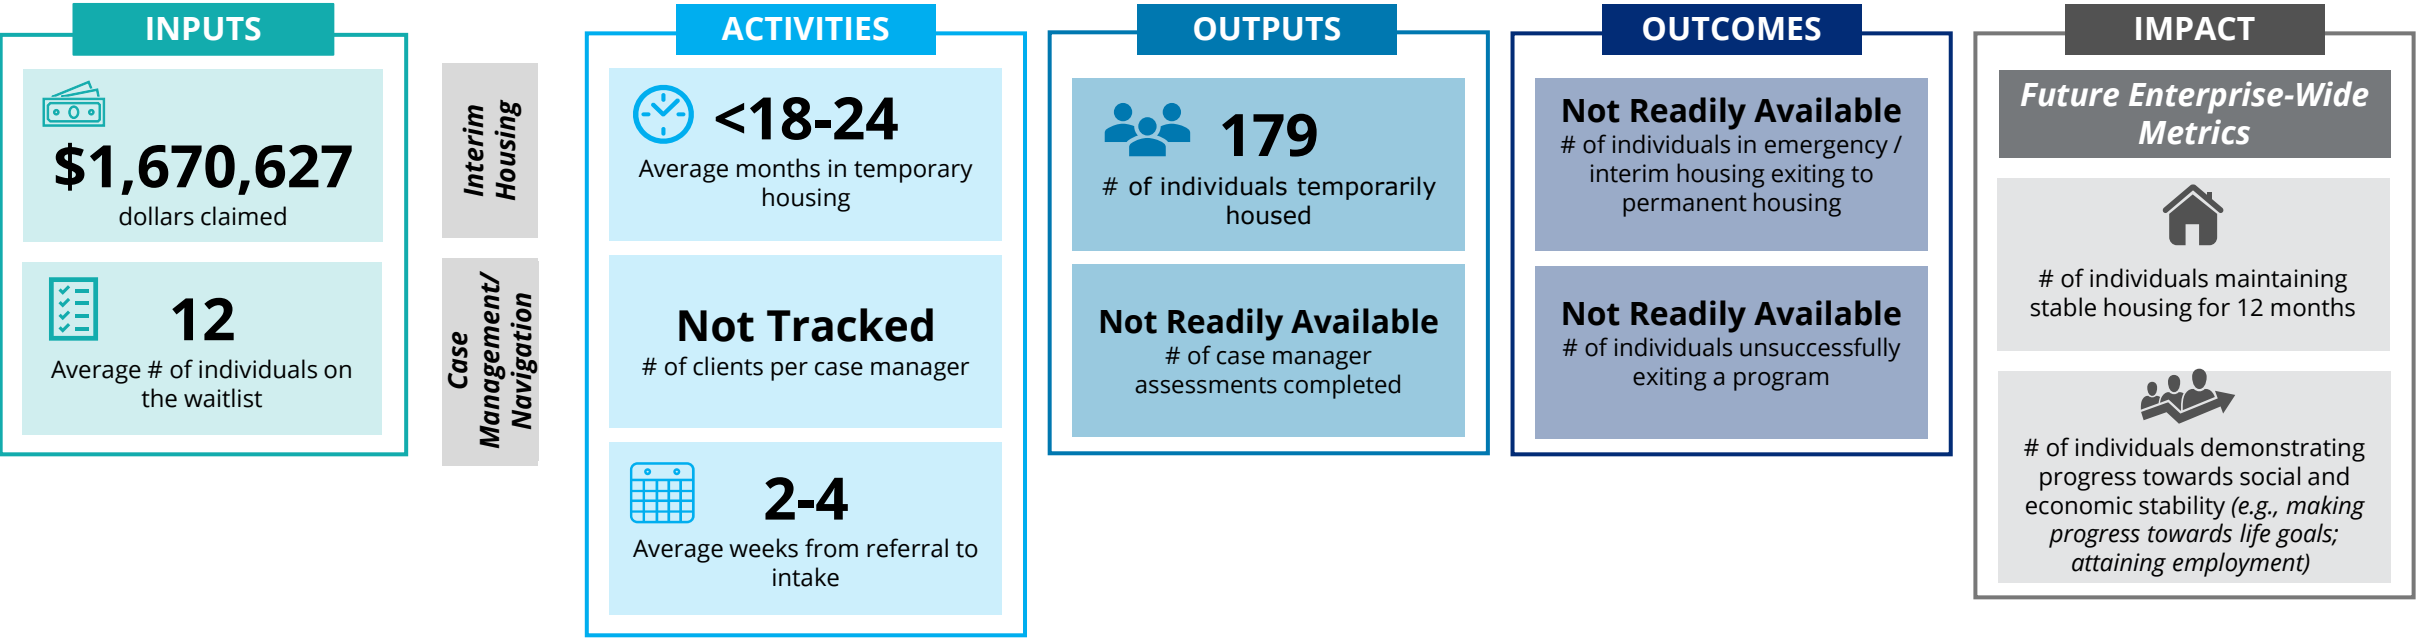 INPUTS
$1,670,627
dollars claimed
12
Average # of individuals on
the waitlist
Interim
Housing
Case
Management/
Navigation
ACTIVITIES
<18-24
Average months in temporary
housing
Not Tracked
# of clients per case manager
2-4
Average weeks from referral to
intake
OUTPUTS
179
# of individuals temporarily
housed
Not Readily Available
# of case manager
assessments completed
OUTCOMES
Not Readily Available
# of individuals in emergency /
interim housing exiting to
permanent housing
Not Readily Available
# of individuals unsuccessfully
exiting a program
IMPACT
Future Enterprise-Wide
Metrics
# of individuals maintaining
stable housing for 12 months
# of individuals demonstrating
progress towards social and
economic stability (e.g., making
progress towards life goals;
attaining employment)